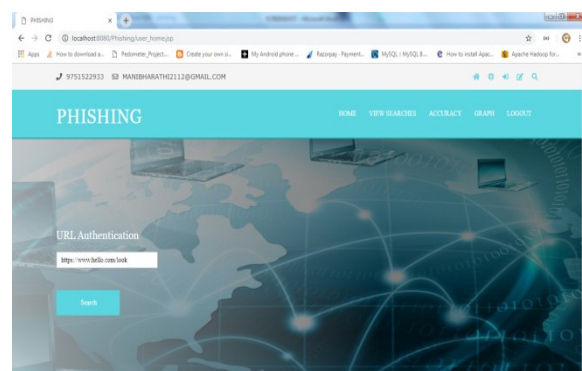 PHISHING
localhost:8080/Phishing/user_home.jsp
Apps How to download a... Pedometer_Project... Create your own si... My Android phone ... Razorpay - Payment... MySQL :: MySQL 8... How to install Apac... Apache Hadoop for...
9751522933 MANIBHARATHI2112@GMAIL.COM
PHISHING HOME VIEW SEARCHES ACCURACY GRAPH LOGOUT
URL Authentication
https://www.hello.com/look
Search